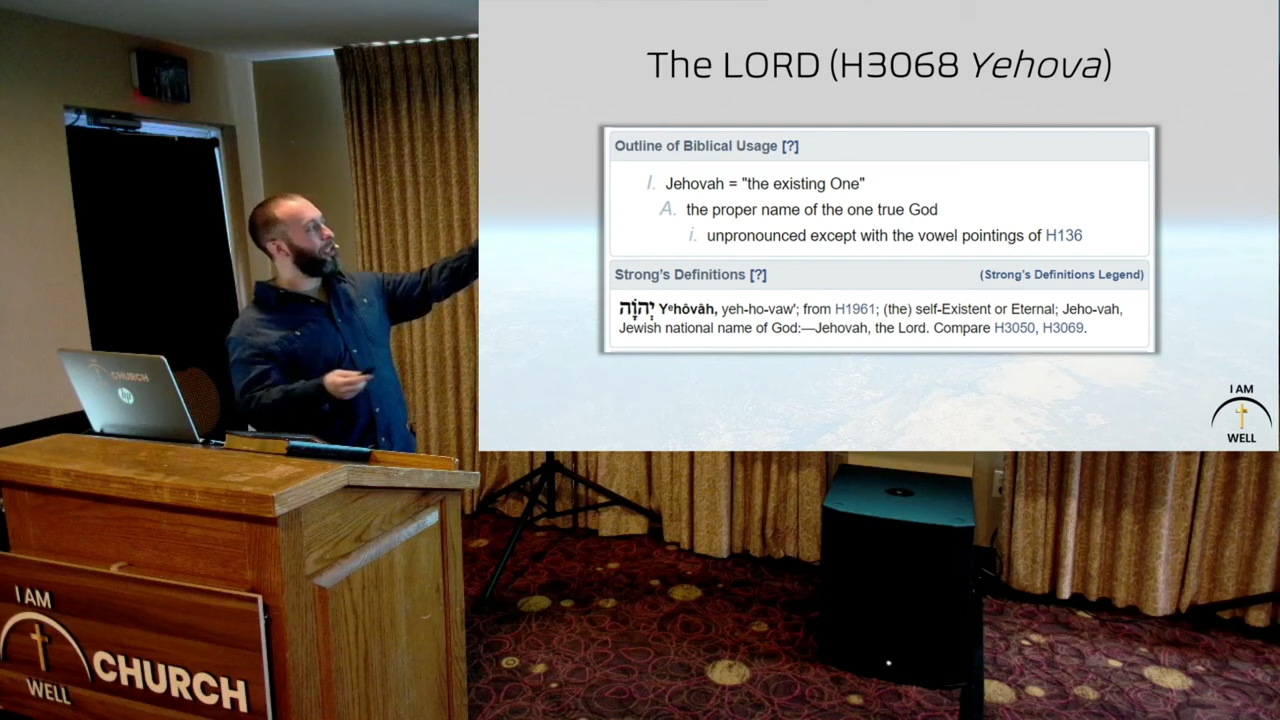 The LORD (H3068 Yehova)
Outline of Biblical Usage [?]
I. Jehovah = "the existing One"
A. the proper name of the one true God
i. unpronounced except with the vowel pointings of H136
Strong's Definitions [?] (Strong's Definitions Legend)
יְהוָֹה Yᵉhôvâh, yeh-ho-vaw'; from H1961; (the) self-Existent or Eternal; Jeho-vah,
Jewish national name of God:—Jehovah, the Lord. Compare H3050, H3069.
I AM
WELL
CHURCH
hp
I AM
CHURCH
WELL